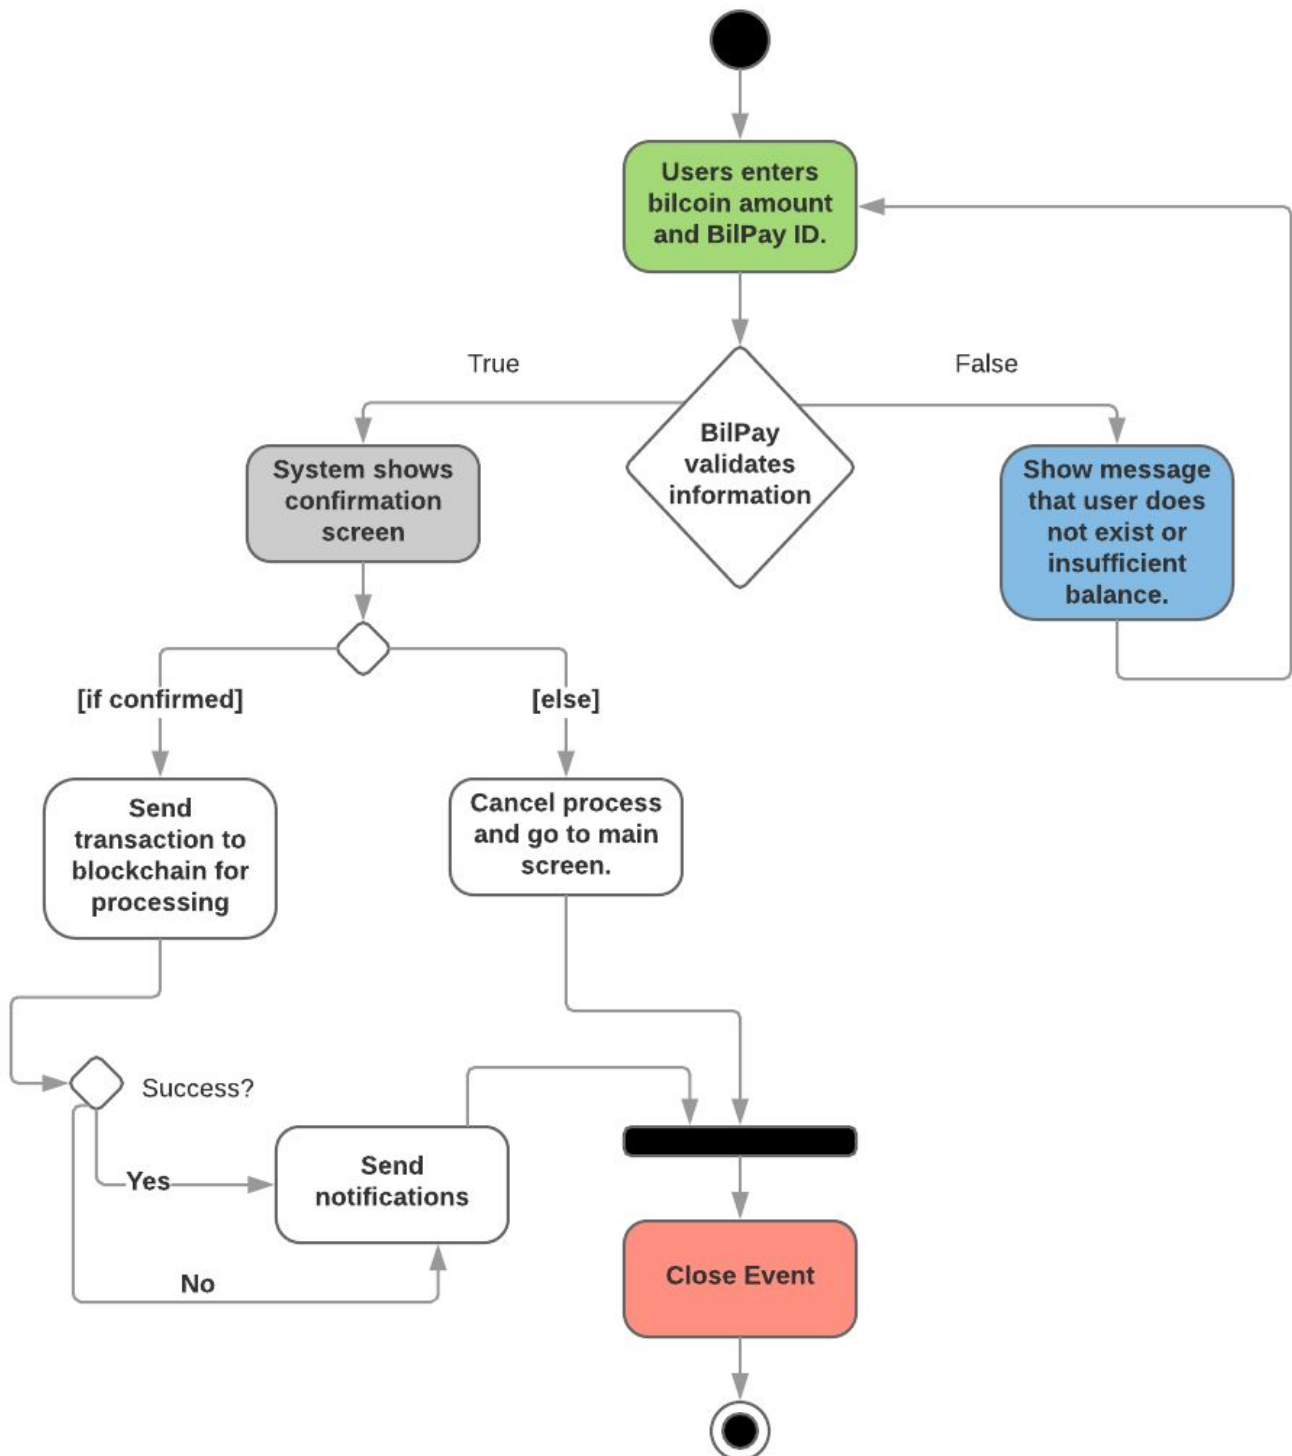 Users enters
bilcoin amount
and BilPay ID.
True
False
BilPay
validates
information
System shows
confirmation
screen
Show message
that user does
not exist or
insufficient
balance.
[if confirmed]
[else]
Send
transaction to
blockchain for
processing
Cancel process
and go to main
screen.
Success?
Yes
Send
notifications
No
Close Event